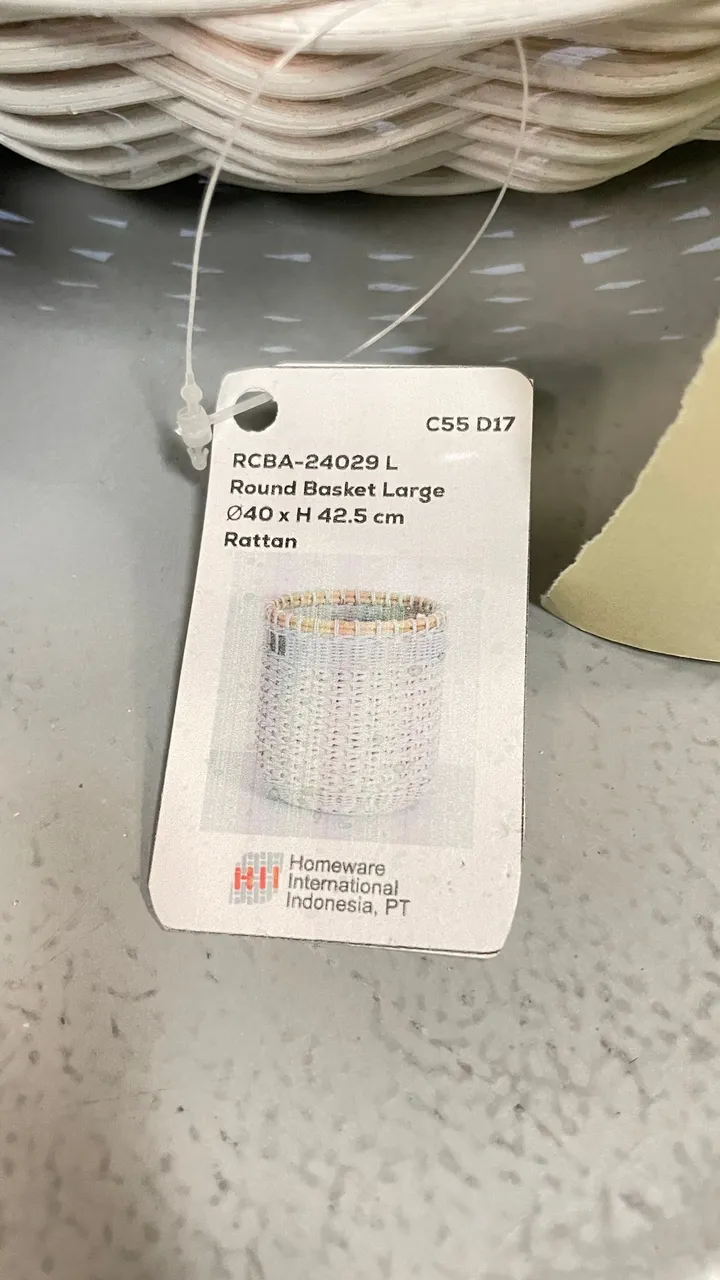 C55 D17
RCBA-24029 L
Round Basket Large
Ø40 x H 42.5 cm
Rattan
HII
Homeware
International
Indonesia, PT